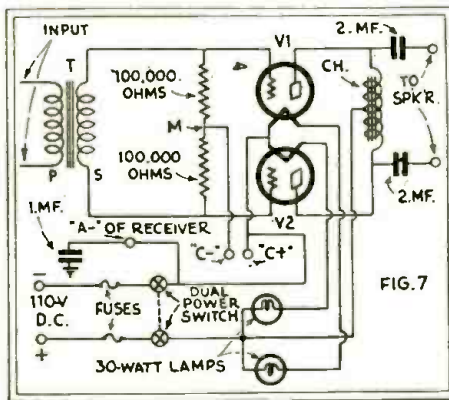 INPUT
T
P
S
100,000
OHMS
M
100,000
OHMS
V1
V2
2. MF.
CH.
TO
SPK'R.
2. MF.
1. MF.
"A-" OF RECEIVER
"C-"
"C+"
FIG. 7
−
110-V
D.C.
+
FUSES
DUAL
POWER
SWITCH
30-WATT LAMPS